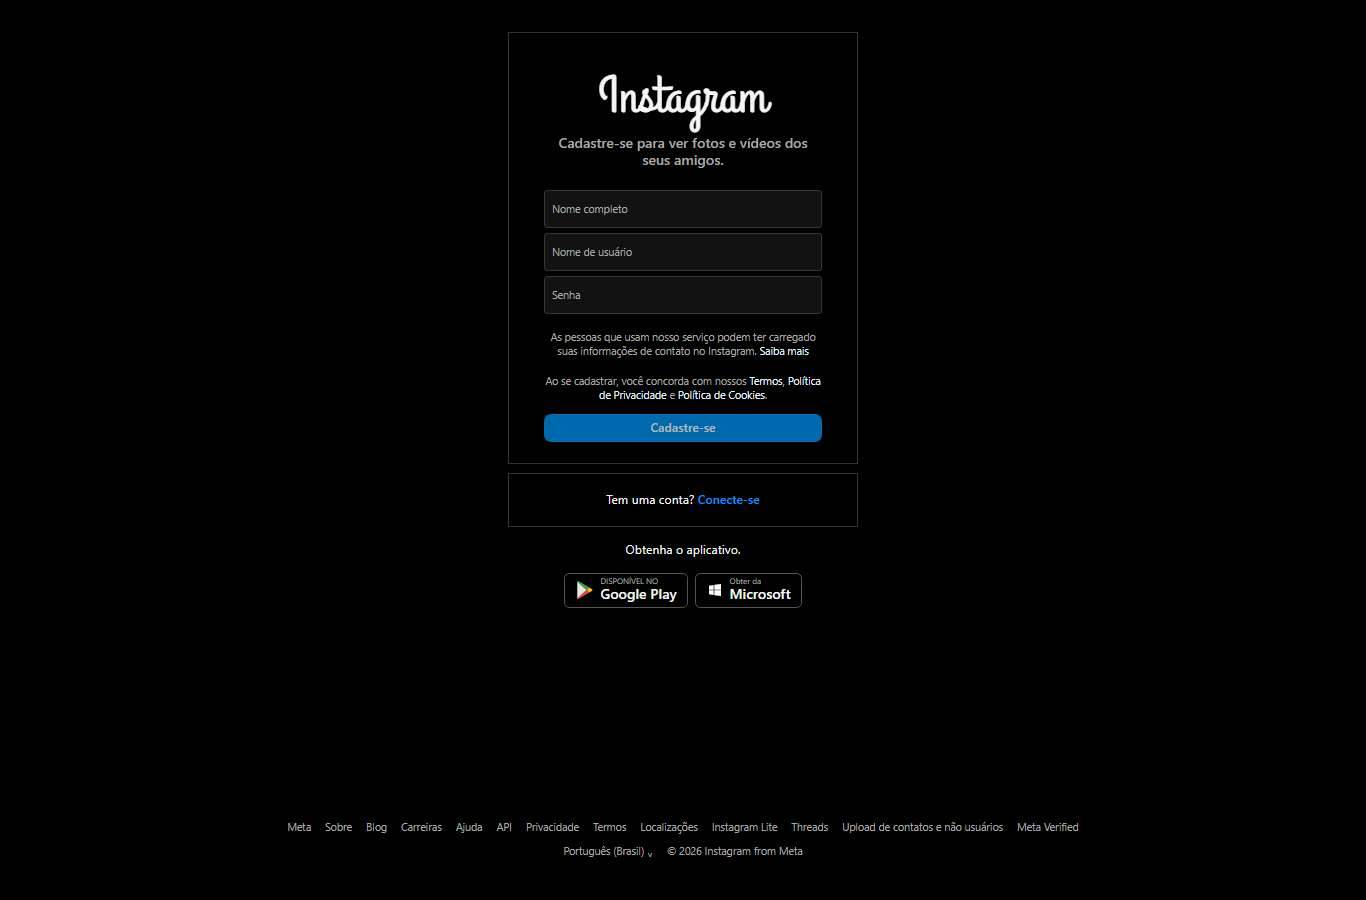 Instagram
Cadastre-se para ver fotos e vídeos dos
seus amigos.
Nome completo
Nome de usuário
Senha
As pessoas que usam nosso serviço podem ter carregado
suas informações de contato no Instagram. Saiba mais
Ao se cadastrar, você concorda com nossos Termos, Política
de Privacidade e Política de Cookies.
Cadastre-se
Tem uma conta? Conecte-se
Obtenha o aplicativo.
DISPONÍVEL NO
Google Play
Obter da
Microsoft
Meta Sobre Blog Carreiras Ajuda API Privacidade Termos Localizações Instagram Lite Threads Upload de contatos e não usuários Meta Verified
Português (Brasil) © 2026 Instagram from Meta